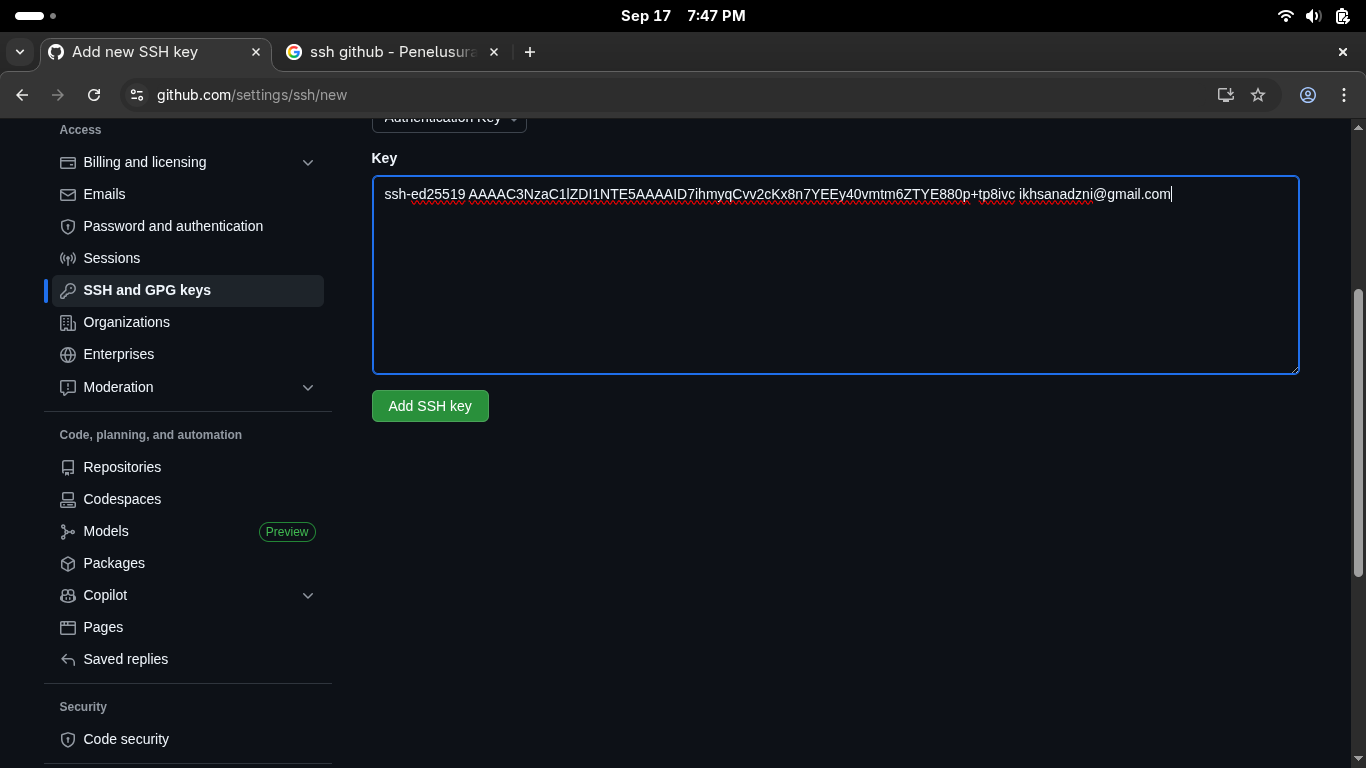 Sep 17 7:47 PM
Add new SSH key
ssh github - Penelusura
github.com/settings/ssh/new
Access
Billing and licensing
Emails
Password and authentication
Sessions
SSH and GPG keys
Organizations
Enterprises
Moderation
Code, planning, and automation
Repositories
Codespaces
Models Preview
Packages
Copilot
Pages
Saved replies
Security
Code security
Authentication Key
Key
ssh-ed25519 AAAAC3NzaC1lZDI1NTE5AAAAID7ihmyqCvv2cKx8n7YEEy40vmtm6ZTYE880p+tp8ivc ikhsanadzni@gmail.com
Add SSH key